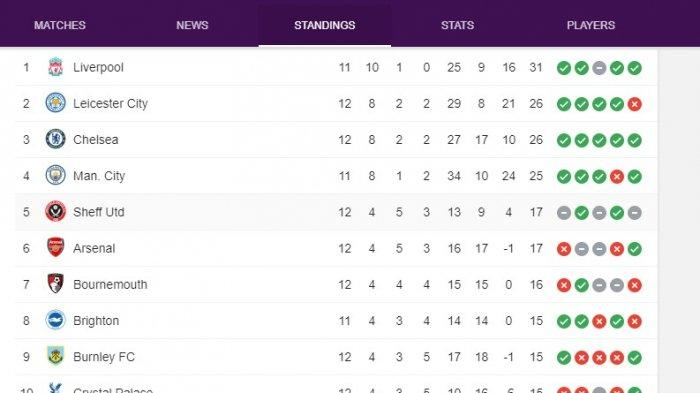 MATCHES NEWS STANDINGS STATS PLAYERS
1 Liverpool 11 10 1 0 25 9 16 31
2 Leicester City 12 8 2 2 29 8 21 26
3 Chelsea 12 8 2 2 27 17 10 26
4 Man. City 11 8 1 2 34 10 24 25
5 Sheff Utd 12 4 5 3 13 9 4 17
6 Arsenal 12 4 5 3 16 17 -1 17
7 Bournemouth 12 4 4 4 15 15 0 16
8 Brighton 11 4 3 4 14 14 0 15
9 Burney FC 12 4 3 5 17 18 -1 15
10 Crystal Palace 12 4 3 5 10 16 -6 15